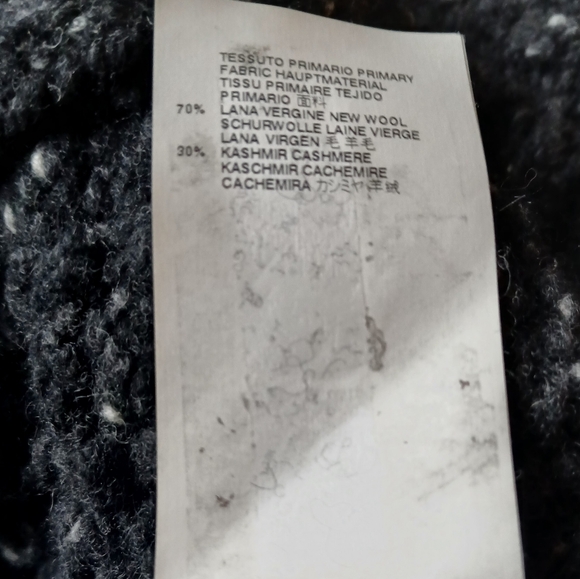 TESSUTO PRIMARIO PRIMARY
FABRIC HAUPTMATERIAL
TISSU PRIMAIRE TEJIDO
PRIMARIO 面料
70% LANA VERGINE NEW WOOL
SCHURWOLLE LAINE VIERGE
LANA VIRGEN 毛 羊毛
30% KASHMIR CASHMERE
KASCHMIR CACHEMIRE
CACHEMIRA カシミヤ 羊绒